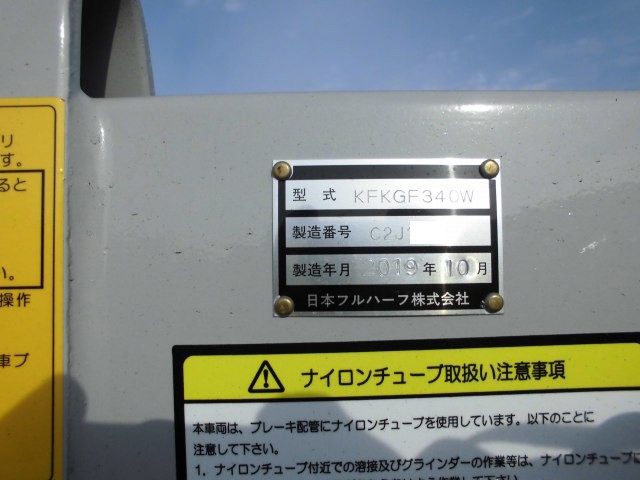 リ
す。
ると
い。
操作
車ブ
型式 KFKGF340W
製造番号 C2J
製造年月 2019年10月
日本フルハーフ株式会社
ナイロンチューブ取扱い注意事項
本車両は、ブレーキ配管にナイロンチューブを使用しています。以下のことに
注意して下さい。
1. ナイロンチューブ付近での溶接及びグラインダーの作業等は、ナイロンチューブに